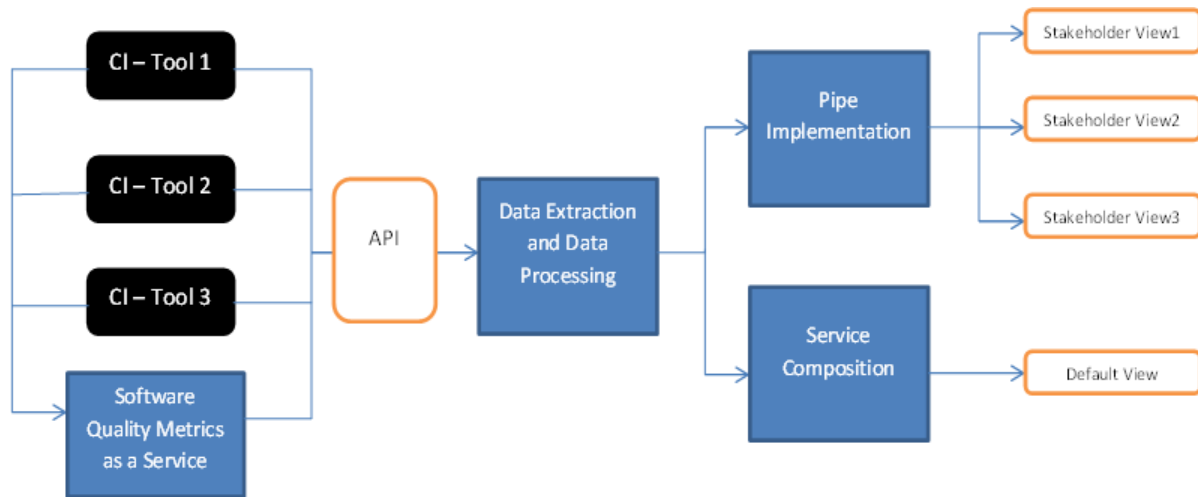 CI – Tool 1
CI – Tool 2
CI – Tool 3
Software
Quality Metrics
as a Service
API
Data Extraction
and Data
Processing
Pipe
Implementation
Service
Composition
Stakeholder View1
Stakeholder View2
Stakeholder View3
Default View